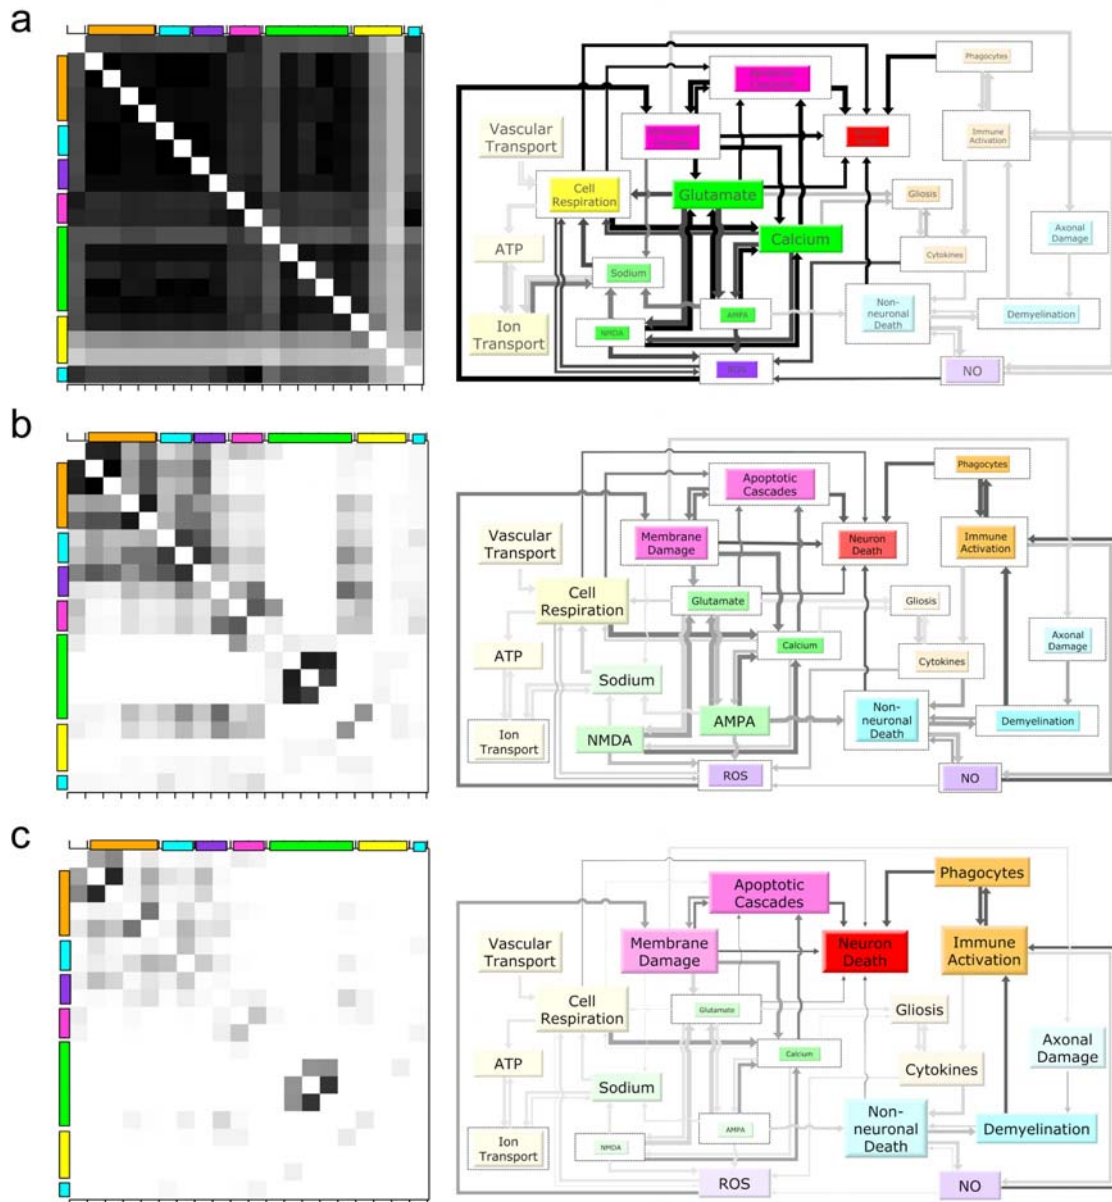 a
Phagocytes
Vascular
Transport
Immune
Activation
Cell
Respiration
Glutamate
Gliosis
Axonal
Damage
ATP
Calcium
Cytokines
Sodium
Ion
Transport
NMDA
AMPA
Non-
neuronal
Death
Demyelination
ROS
NO
b
Phagocytes
Apoptotic
Cascades
Vascular
Transport
Membrane
Damage
Neuron
Death
Immune
Activation
Cell
Respiration
Glutamate
Gliosis
Axonal
Damage
ATP
Calcium
Cytokines
Sodium
Ion
Transport
NMDA
AMPA
Non-
neuronal
Death
Demyelination
ROS
NO
c
Phagocytes
Apoptotic
Cascades
Vascular
Transport
Membrane
Damage
Neuron
Death
Immune
Activation
Cell
Respiration
Glutamate
Gliosis
Axonal
Damage
ATP
Calcium
Cytokines
Sodium
Ion
Transport
NMDA
AMPA
Non-
neuronal
Death
Demyelination
ROS
NO